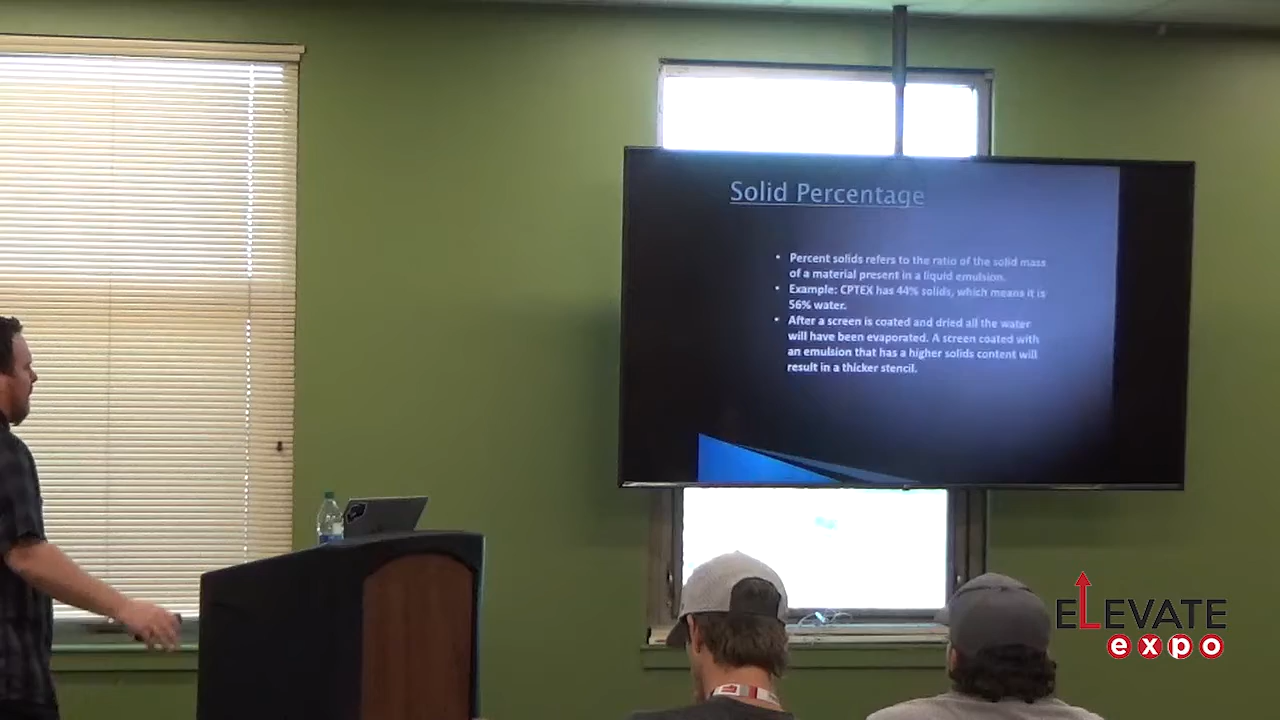 Solid Percentage
• Percent solids refers to the ratio of the solid mass
of a material present in a liquid emulsion.
• Example: CPTEX has 44% solids, which means it is
56% water.
• After a screen is coated and dried all the water
will have been evaporated. A screen coated with
an emulsion that has a higher solids content will
result in a thicker stencil.
ELEVATE
expo